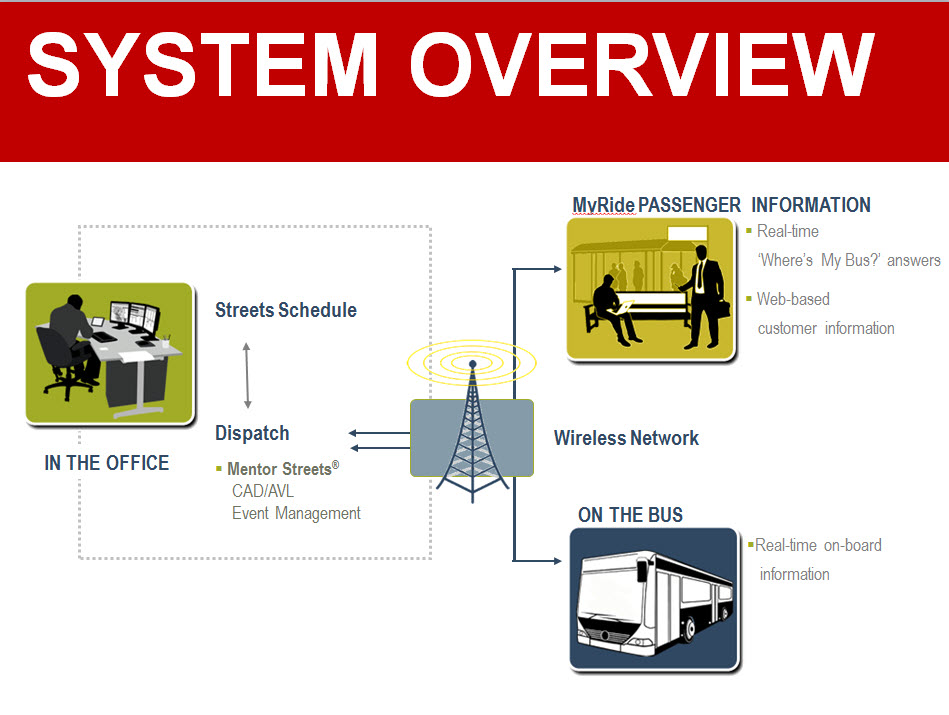 SYSTEM OVERVIEW
MyRide PASSENGER INFORMATION
Real-time
‘Where’s My Bus?’ answers
Web-based
customer information
Streets Schedule
Dispatch
Mentor Streets®
CAD/AVL
Event Management
IN THE OFFICE
Wireless Network
ON THE BUS
Real-time on-board
information